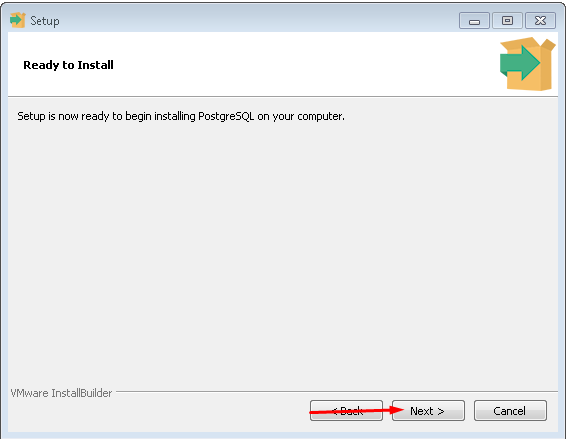 Setup
Ready to Install
Setup is now ready to begin installing PostgreSQL on your computer.
VMware InstallBuilder
< Back
Next >
Cancel